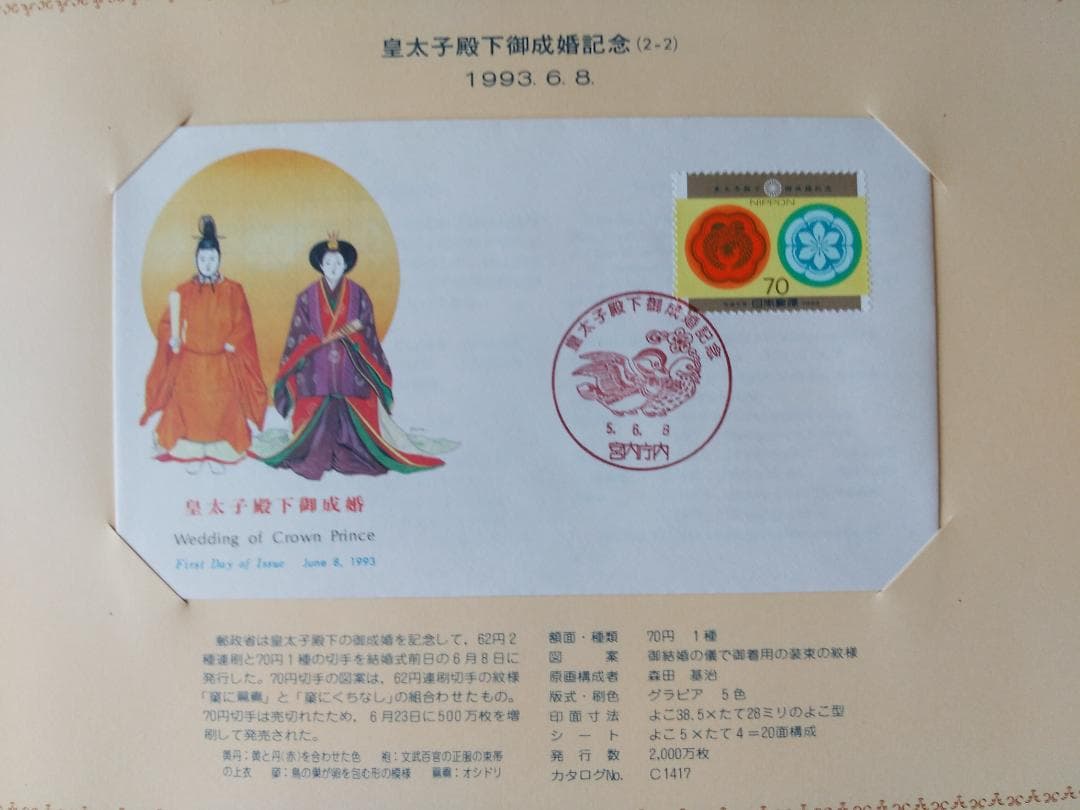 皇太子殿下御成婚記念(2-2)
1993. 6. 8.
皇太子殿下 御成婚記念
NIPPON
70
日本郵便 1993
皇太子殿下御成婚記念
5. 6. 8
宮内庁内
皇太子殿下御成婚
Wedding of Crown Prince
First Day of Issue June 8, 1993
郵政省は皇太子殿下の御成婚を記念して，62円2
種連刷と70円1種の切手を結婚式前日の6月8日に
発行した。70円切手の図案は、62円連刷切手の紋様
「窠に鴛鴦」と「窠にくちなし」の組合わせたもの。
70円切手は売切れたため，6月23日に500万枚を増
刷して発売された。
黄丹：黄と丹(赤)を合わせた色 袍：文武百官の正服の束帯
の上衣 窠：鳥の巣が卵を包む形の模様 鴛鴦：オシドリ
額面・種類 70円 1種
図案 御結婚の儀で御着用の装束の紋様
原画構成者 森田 基治
版式・刷色 グラビア 5色
印面寸法 よこ38.5×たて28ミリのよこ型
シート よこ5×たて4＝20面構成
発行数 2,000万枚
カタログNo. C1417